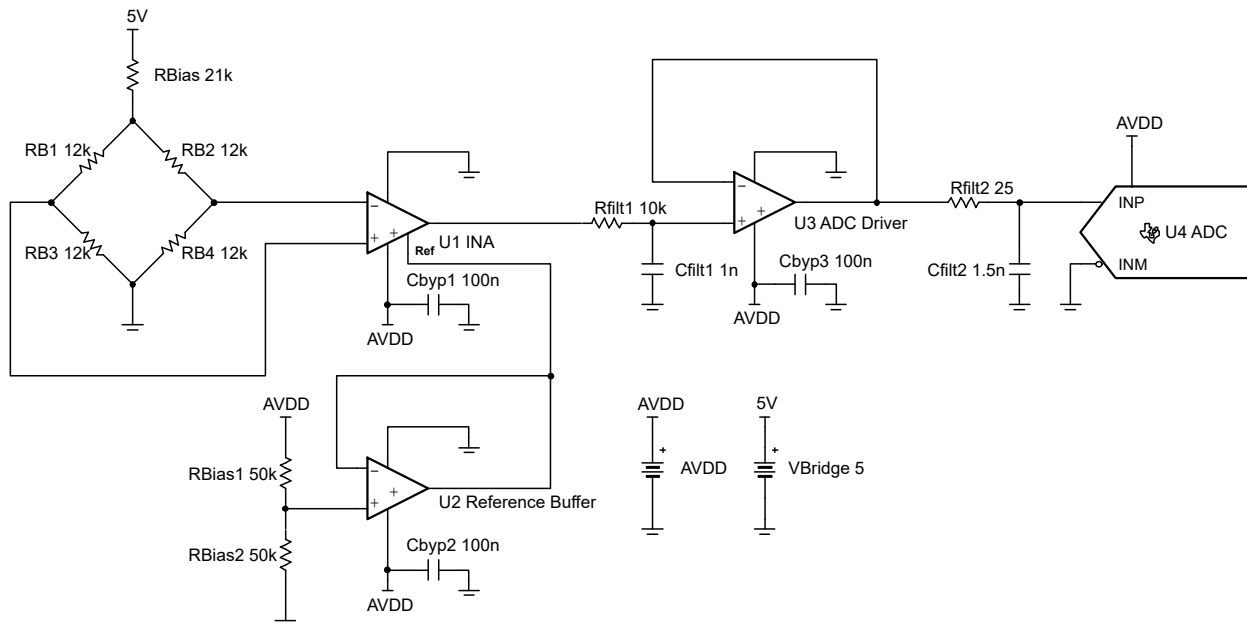 5V
RBias 21k
RB1 12k
RB2 12k
RB3 12k
RB4 12k
U1 INA
Ref
Cbyp1 100n
AVDD
Rfilt1 10k
Cfilt1 1n
U3 ADC Driver
Cbyp3 100n
AVDD
Rfilt2 25
Cfilt2 1.5n
AVDD
INP
U4 ADC
INM
AVDD
RBias1 50k
RBias2 50k
U2 Reference Buffer
Cbyp2 100n
AVDD
AVDD
AVDD
5V
VBridge 5